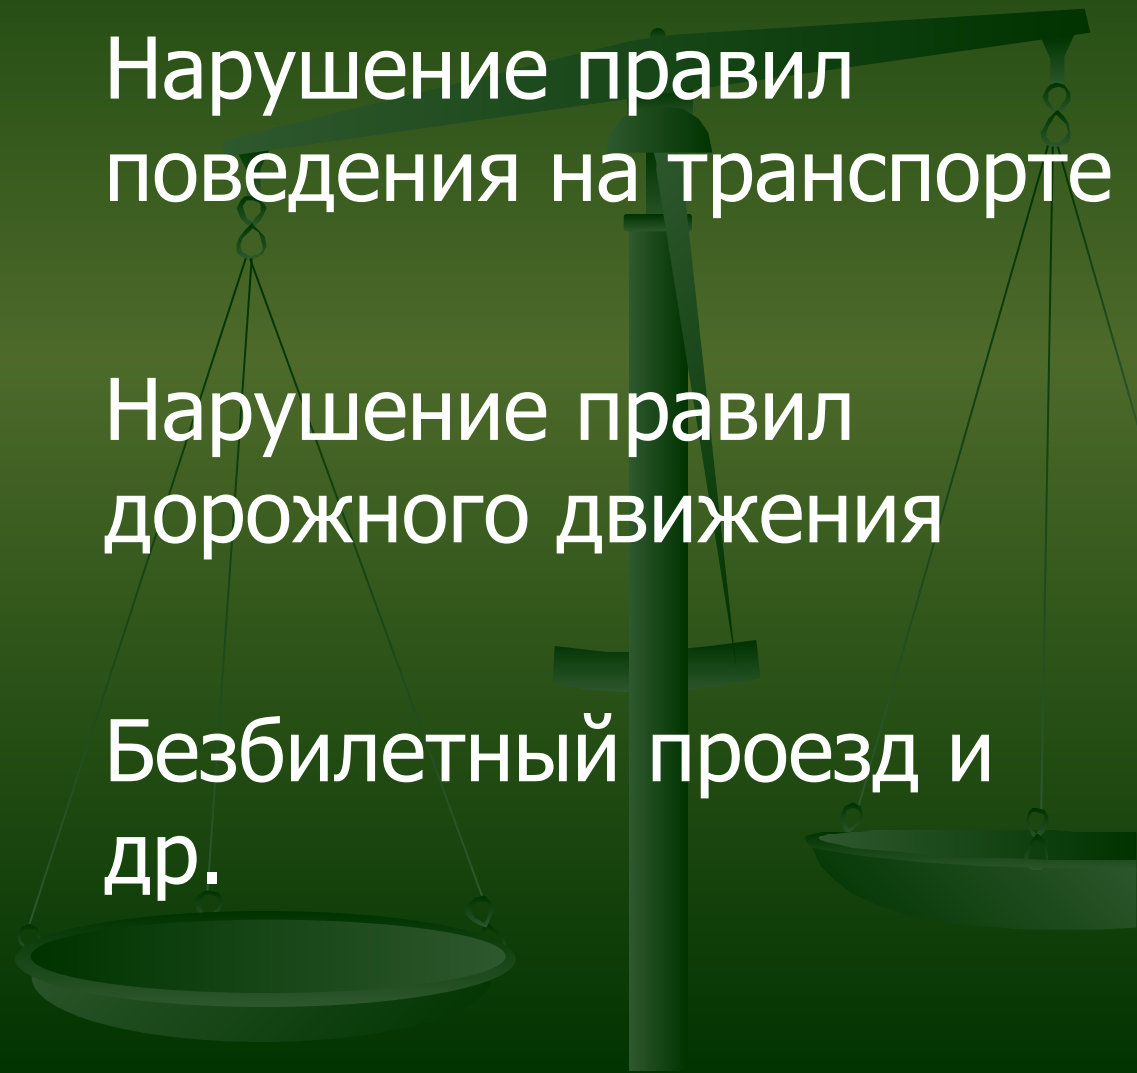 Нарушение правил
поведения на транспорте
Нарушение правил
дорожного движения
Безбилетный проезд и
др.